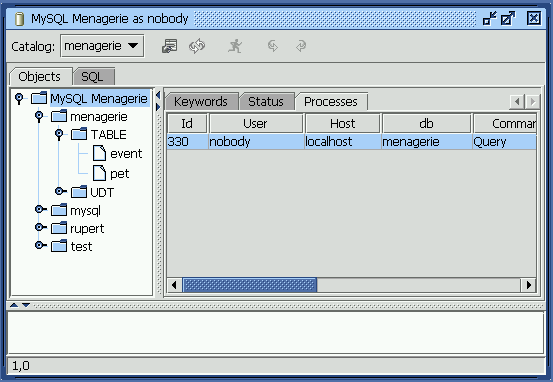 MySQL Menagerie as nobody
Catalog: menagerie
Objects SQL
MySQL Menagerie
menagerie
TABLE
event
pet
UDT
mysql
rupert
test
Keywords Status Processes
Id User Host db Comma
330 nobody localhost menagerie Query
1,0